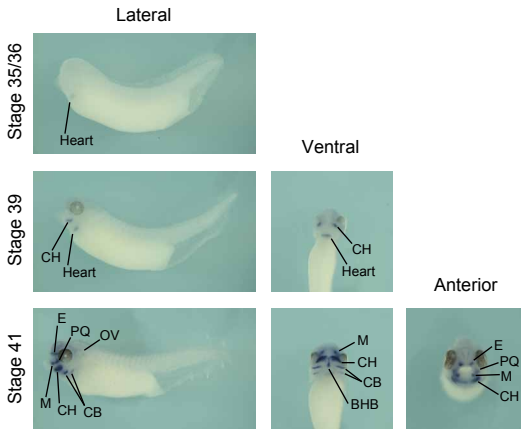 Lateral
Stage 35/36
Heart
Ventral
Stage 39
CH
Heart
CH
Heart
Anterior
Stage 41
E
PQ
OV
M
CH
CB
M
CH
CB
BHB
E
PQ
M
CH